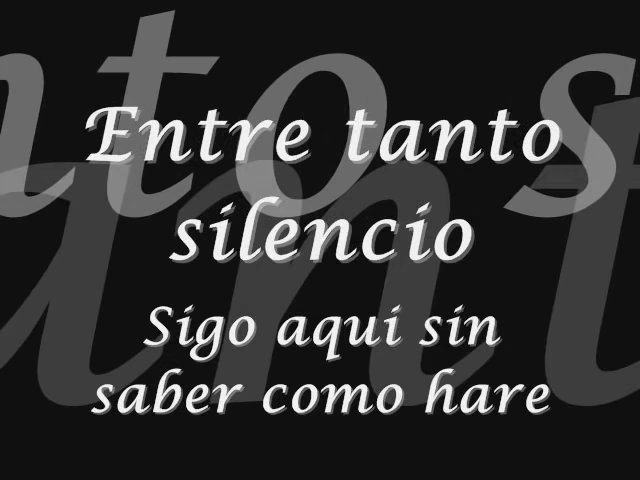 Entre tanto
silencio
Sigo aqui sin
saber como hare